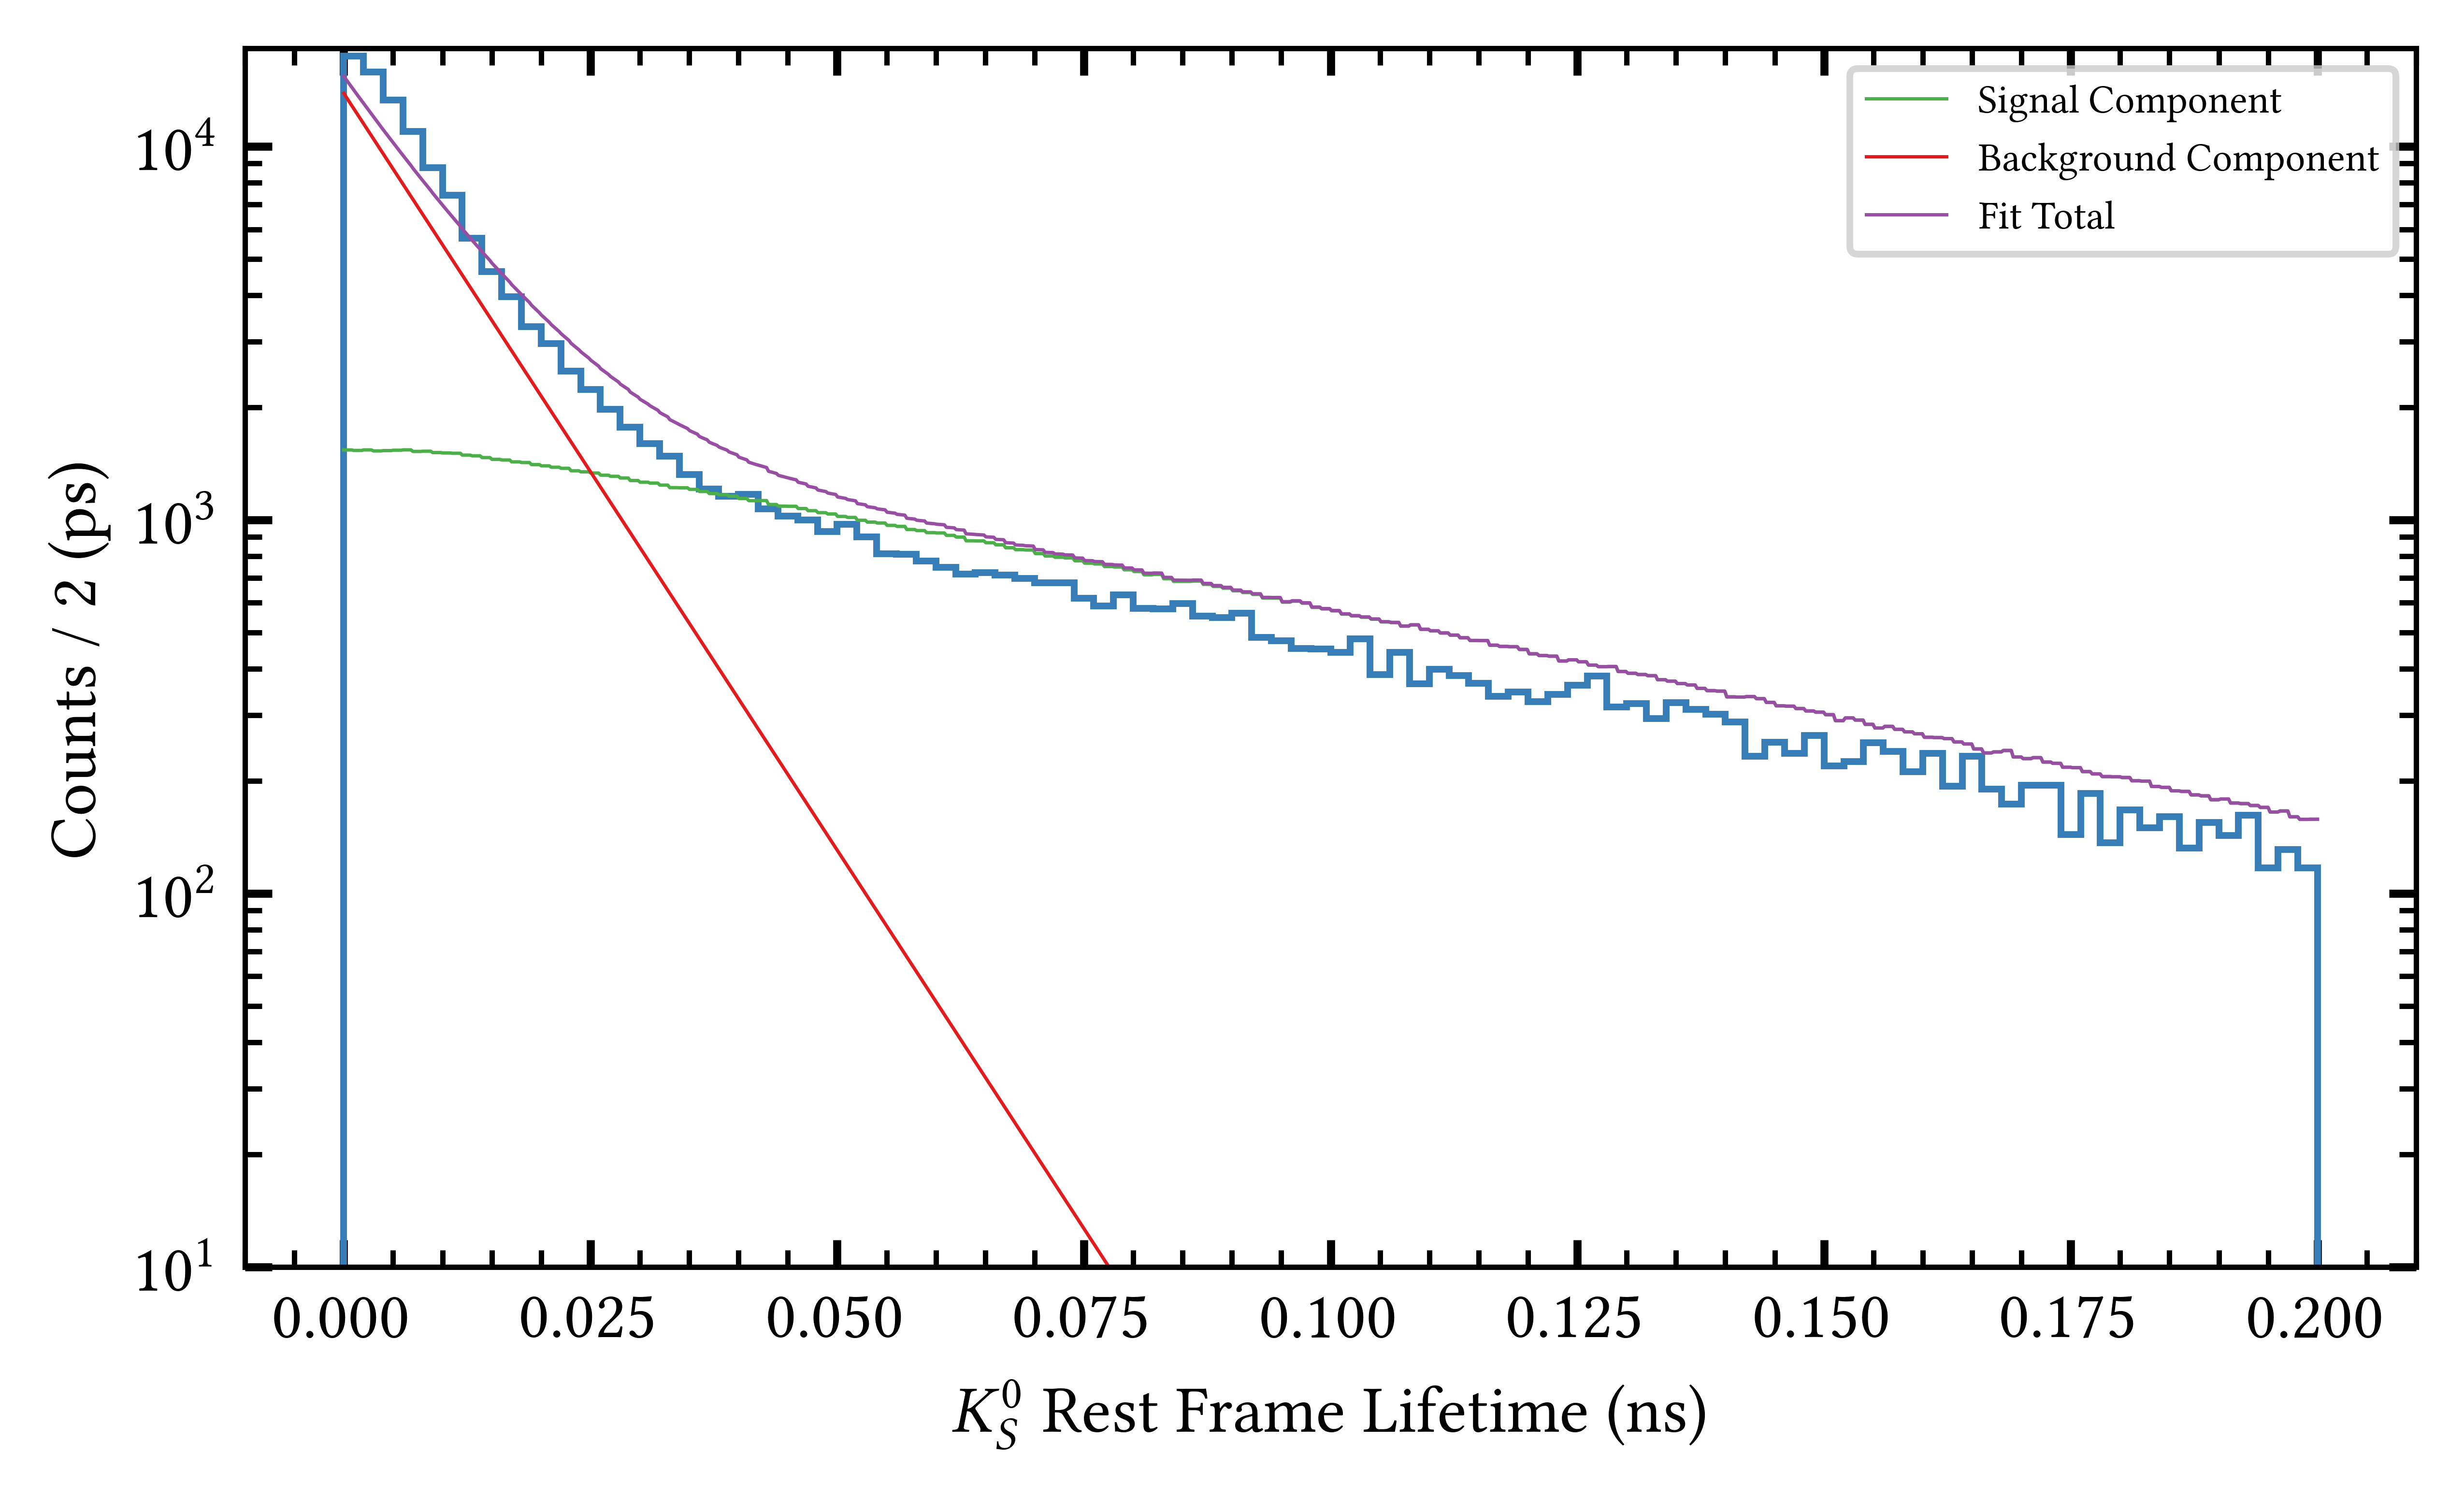 Signal Component
Background Component
Fit Total
10^4
10^3
10^2
10^1
Counts / 2 (ps)
0.000 0.025 0.050 0.075 0.100 0.125 0.150 0.175 0.200
K_S^0 Rest Frame Lifetime (ns)